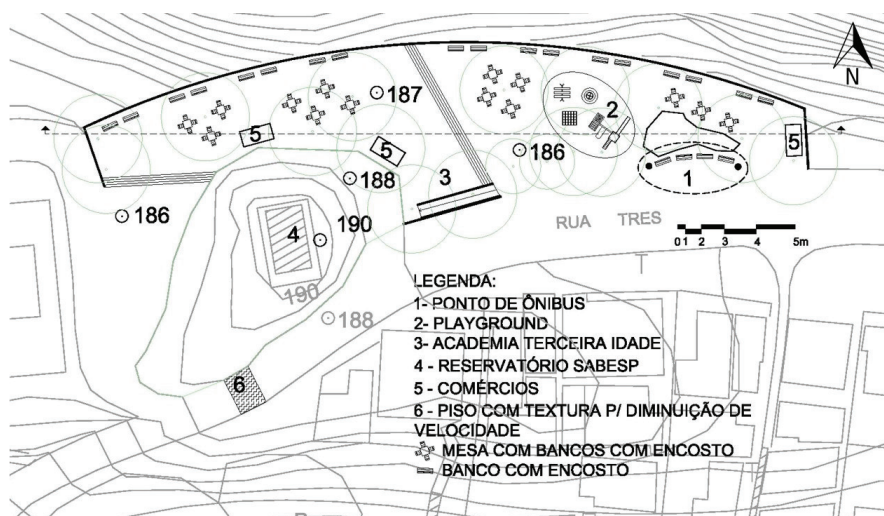 187
N
5
2
5
5
186
188
3
1
186
RUA TRES
4
190
0 1 2 3 4 5m
190
188
LEGENDA:
1- PONTO DE ÔNIBUS
2- PLAYGROUND
3- ACADEMIA TERCEIRA IDADE
4 - RESERVATÓRIO SABESP
5 - COMÉRCIOS
6
6 - PISO COM TEXTURA P/ DIMINUIÇÃO DE
VELOCIDADE
MESA COM BANCOS COM ENCOSTO
BANCO COM ENCOSTO